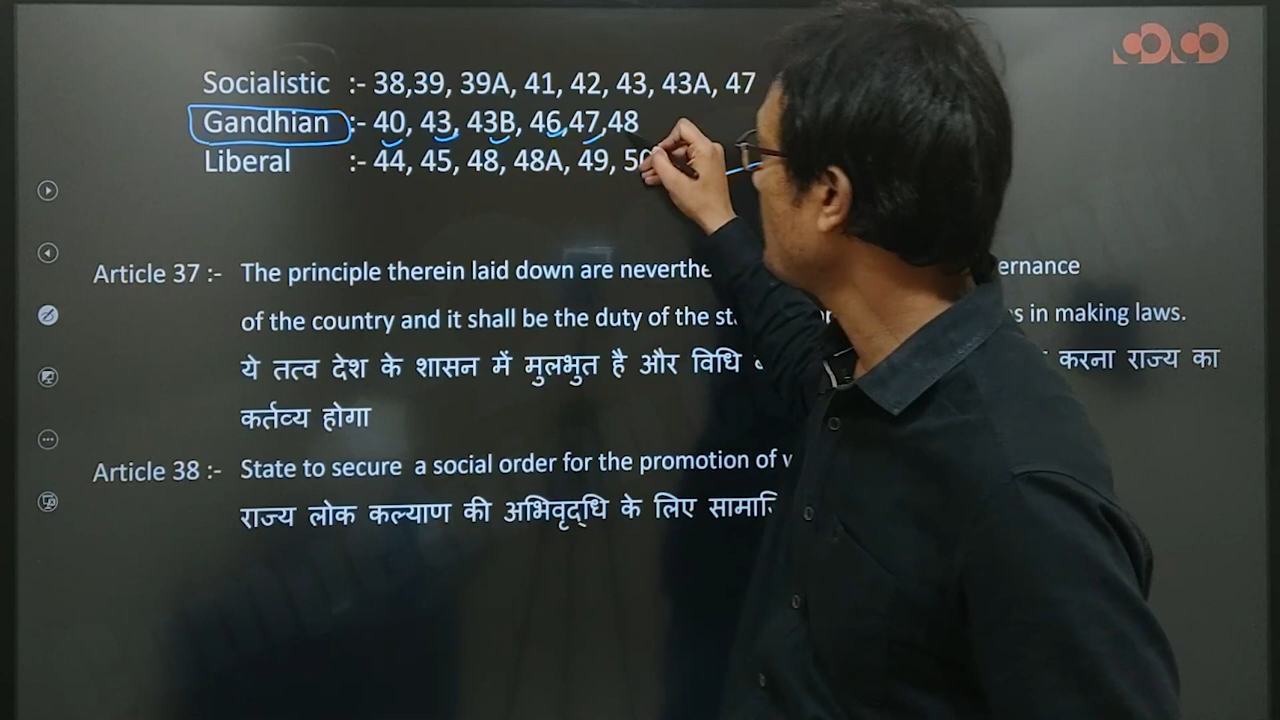 Socialistic :- 38,39, 39A, 41, 42, 43, 43A, 47
Gandhian :- 40, 43, 43B, 46,47,48
Liberal :- 44, 45, 48, 48A, 49,
Article 37 :- The principle therein laid down are
of the country and it shall be the duty of the in making laws.
ये तत्व देश के शासन में मुलभुत है और विधि करना राज्य का
कर्तव्य होगा
Article 38 :- State to secure a social order for the promotion of
राज्य लोक कल्याण की अभिवृद्धि के लिए